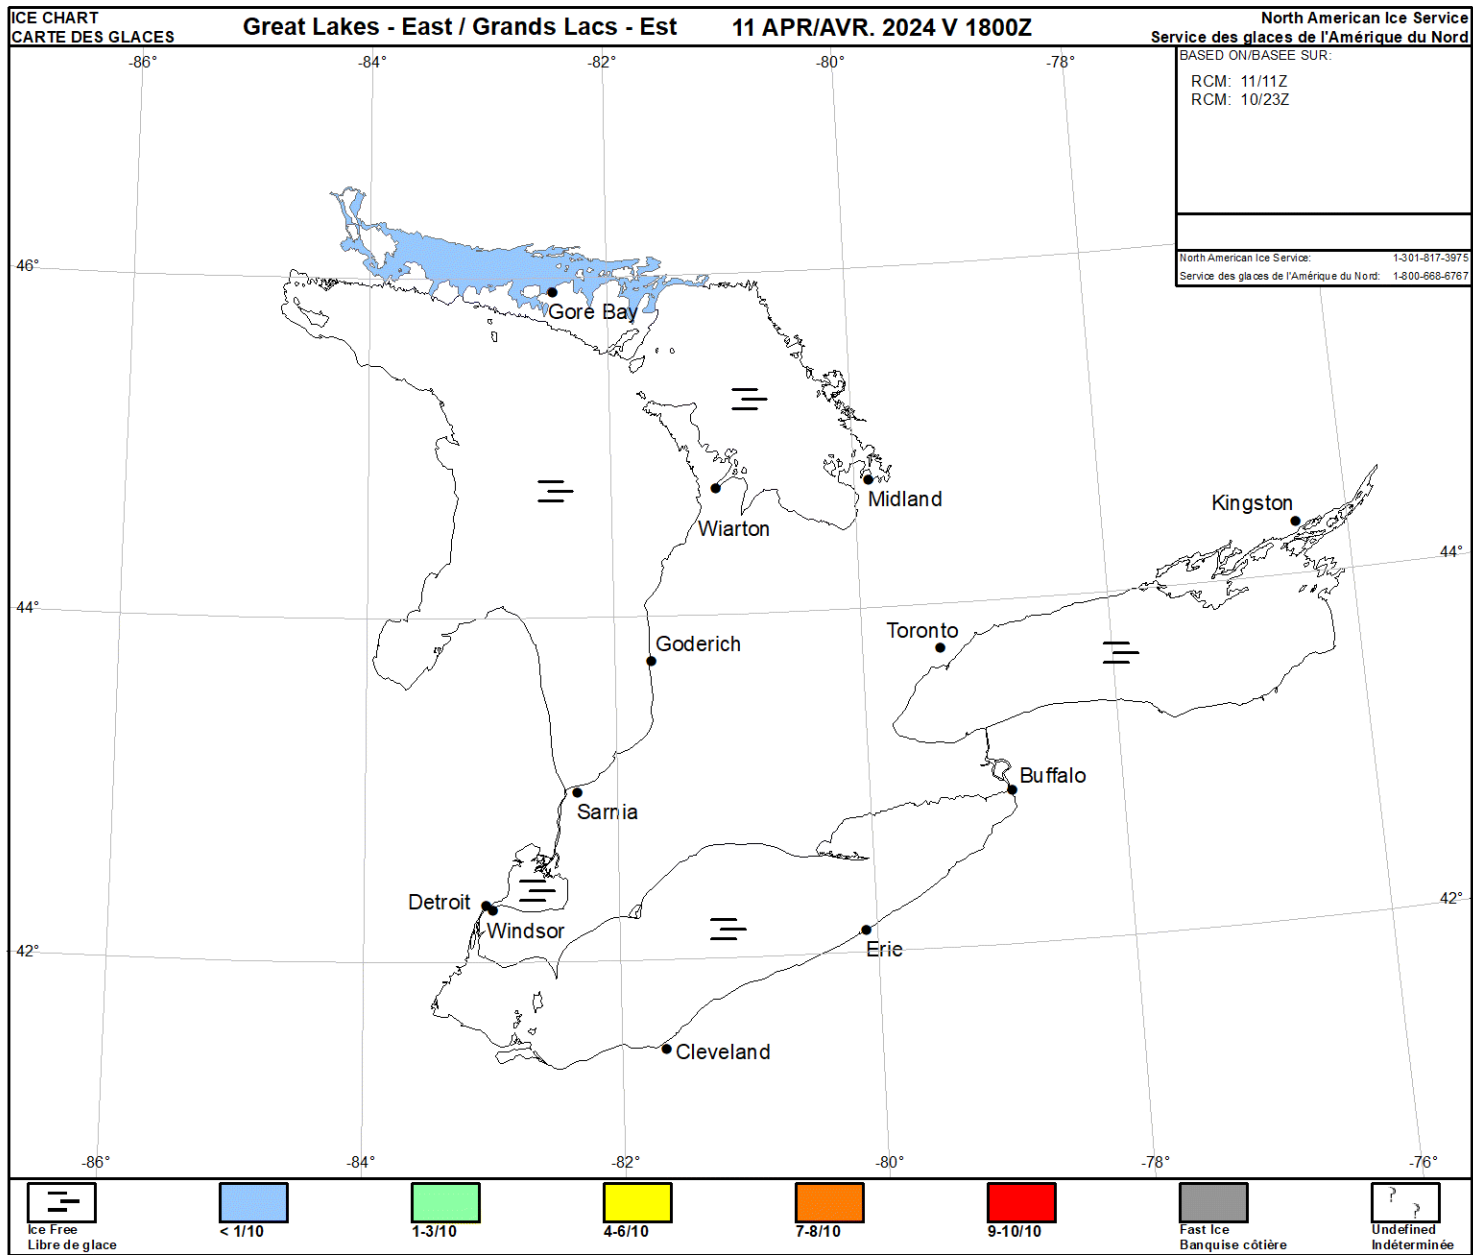 ICE CHART
CARTE DES GLACES
Great Lakes - East / Grands Lacs - Est 11 APR/AVR. 2024 V 1800Z
North American Ice Service
Service des glaces de l'Amérique du Nord
BASED ON/BASEE SUR:
RCM: 11/11Z
RCM: 10/23Z
North American Ice Service: 1-301-817-3975
Service des glaces de l'Amérique du Nord: 1-800-668-6767
-86° -84° -82° -80° -78°
46°
Gore Bay
Midland
Wiarton
Kingston
44°
44°
Toronto
Goderich
Buffalo
Sarnia
Detroit
Windsor
42°
Erie
42°
Cleveland
-86° -84° -82° -80° -78° -76°
Ice Free
Libre de glace
< 1/10
1-3/10
4-6/10
7-8/10
9-10/10
Fast Ice
Banquise côtière
? ?
Undefined
Indéterminée